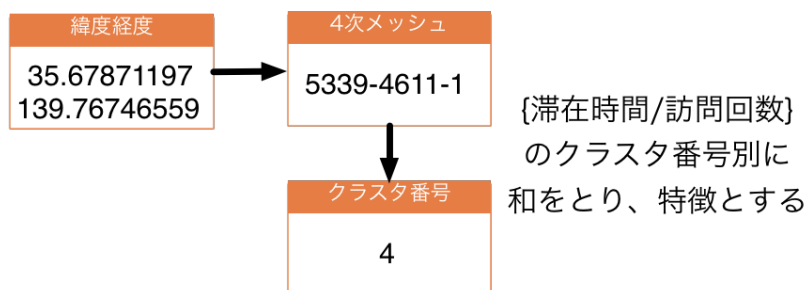 緯度経度
35.67871197
139.76746559
4次メッシュ
5339-4611-1
{滞在時間/訪問回数}
のクラスタ番号別に
和をとり、特徴とする
クラスタ番号
4